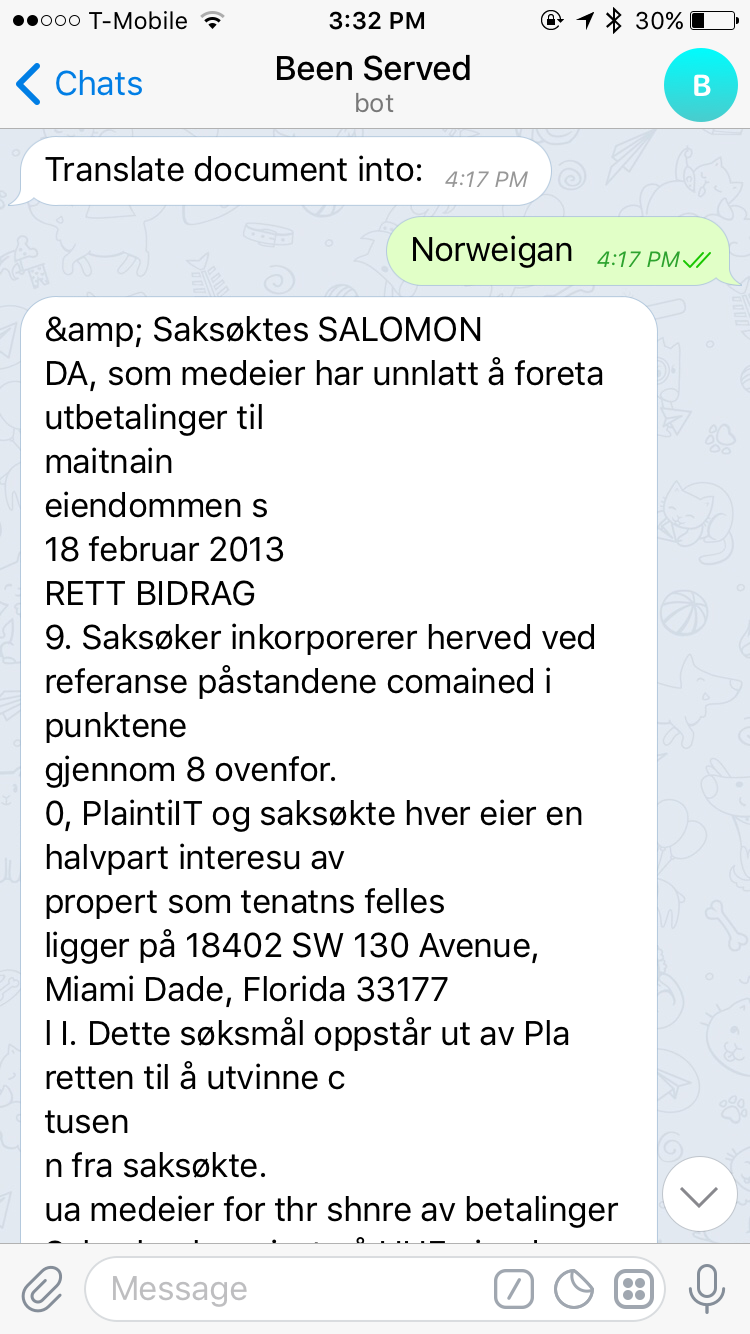 T-Mobile 3:32 PM 30%
Chats
Been Served
bot
B
Translate document into: 4:17 PM
Norweigan 4:17 PM
&amp; Saksøktes SALOMON
DA, som medeier har unnlatt å foreta
utbetalinger til
maitnain
eiendommen s
18 februar 2013
RETT BIDRAG
9. Saksøker inkorporerer herved ved
referanse påstandene comained i
punktene
gjennom 8 ovenfor.
0, PlaintiIT og saksøkte hver eier en
halvpart interesu av
propert som tenatns felles
ligger på 18402 SW 130 Avenue,
Miami Dade, Florida 33177
l I. Dette søksmål oppstår ut av Pla
retten til å utvinne c
tusen
n fra saksøkte.
ua medeier for thr shnre av betalinger
Message